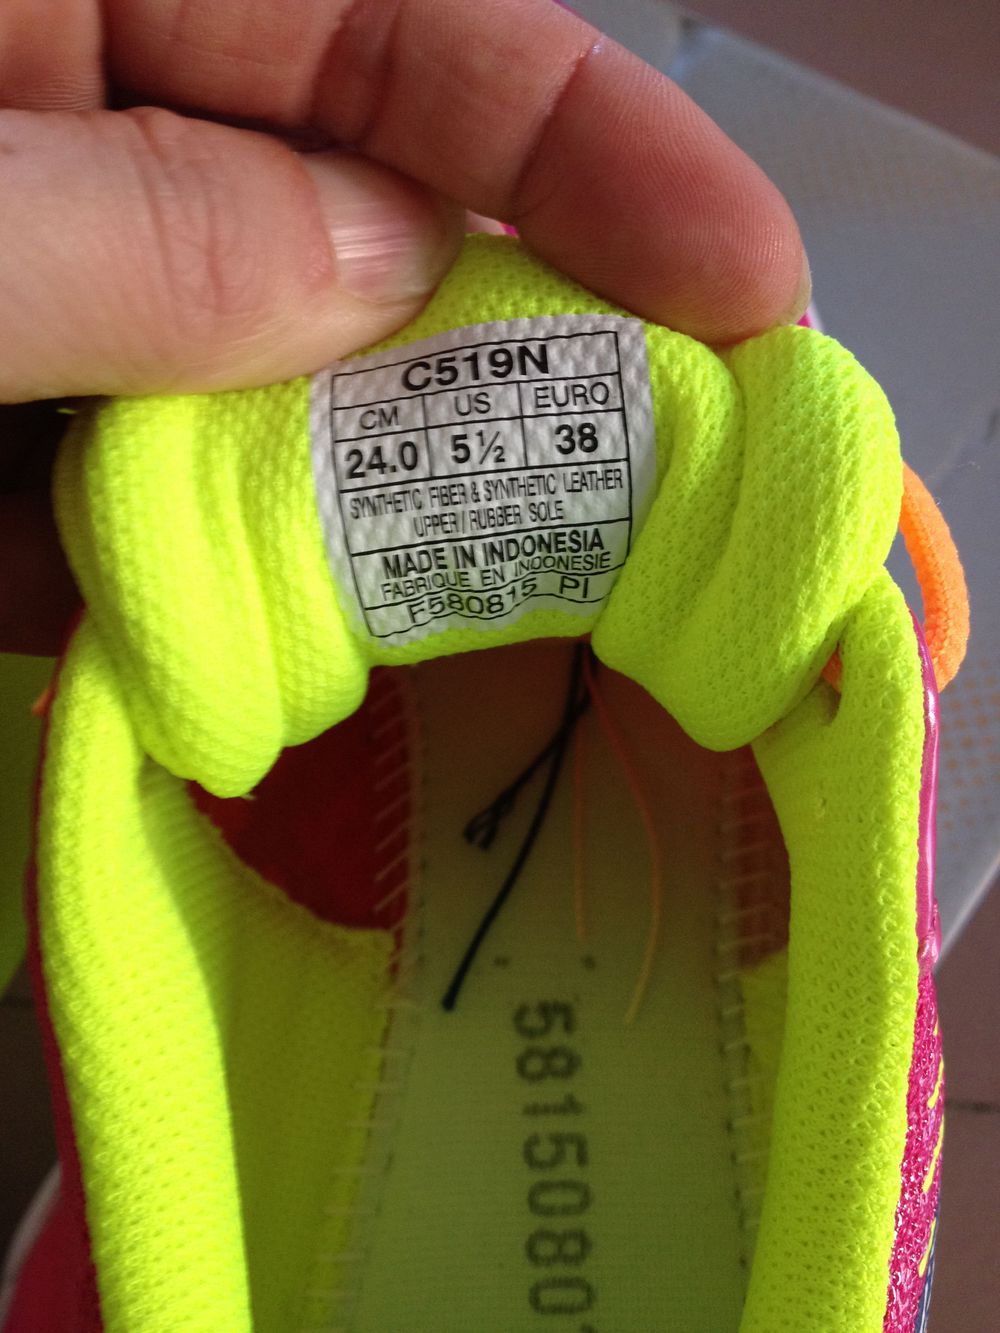 C519N
CM US EURO
24.0 5½ 38
SYNTHETIC FIBER & SYNTHETIC LEATHER
UPPER / RUBBER SOLE
MADE IN INDONESIA
FABRIQUE EN INDONESIE
F580815 PI
5815080